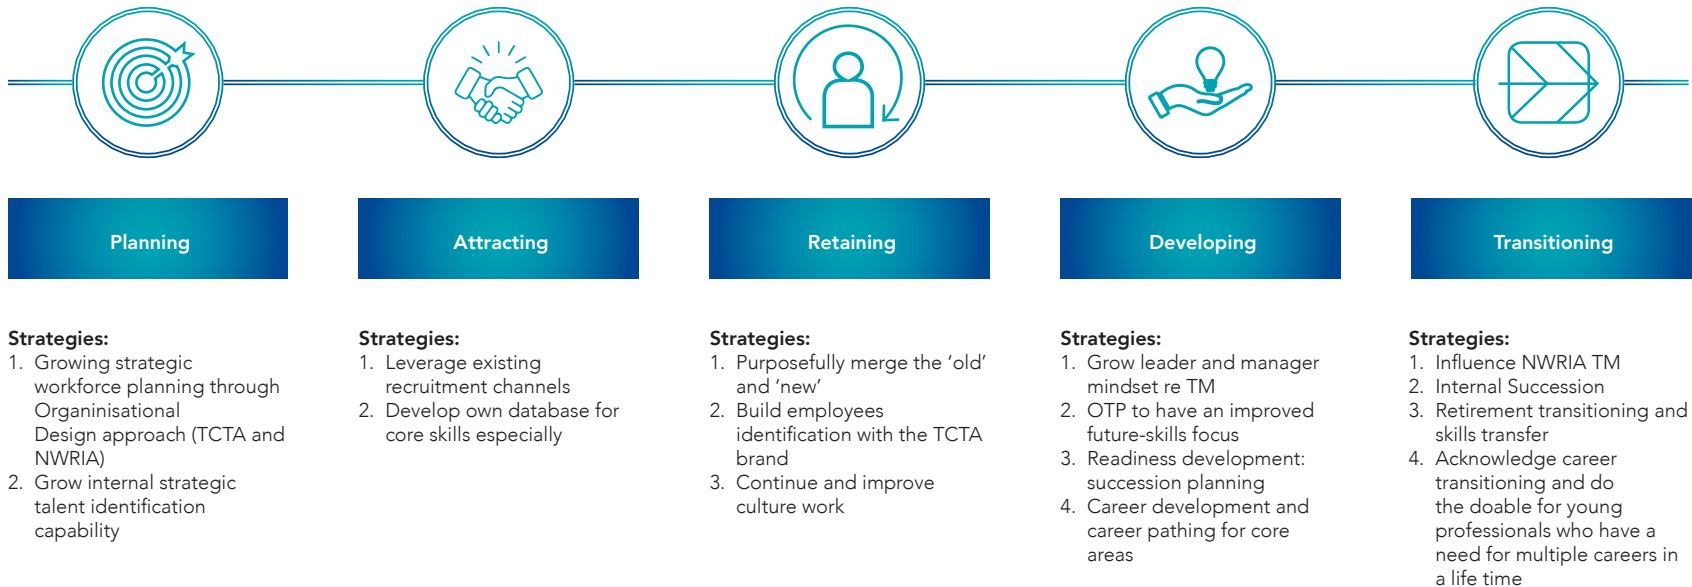 Planning
Attracting
Retaining
Developing
Transitioning
Strategies:
1. Growing strategic
workforce planning through
Organinisational
Design approach (TCTA and
NWRIA)
2. Grow internal strategic
talent identification
capability
Strategies:
1. Leverage existing
recruitment channels
2. Develop own database for
core skills especially
Strategies:
1. Purposefully merge the ‘old’
and ‘new’
2. Build employees
identification with the TCTA
brand
3. Continue and improve
culture work
Strategies:
1. Grow leader and manager
mindset re TM
2. OTP to have an improved
future-skills focus
3. Readiness development:
succession planning
4. Career development and
career pathing for core
areas
Strategies:
1. Influence NWRIA TM
2. Internal Succession
3. Retirement transitioning and
skills transfer
4. Acknowledge career
transitioning and do
the doable for young
professionals who have a
need for multiple careers in
a life time